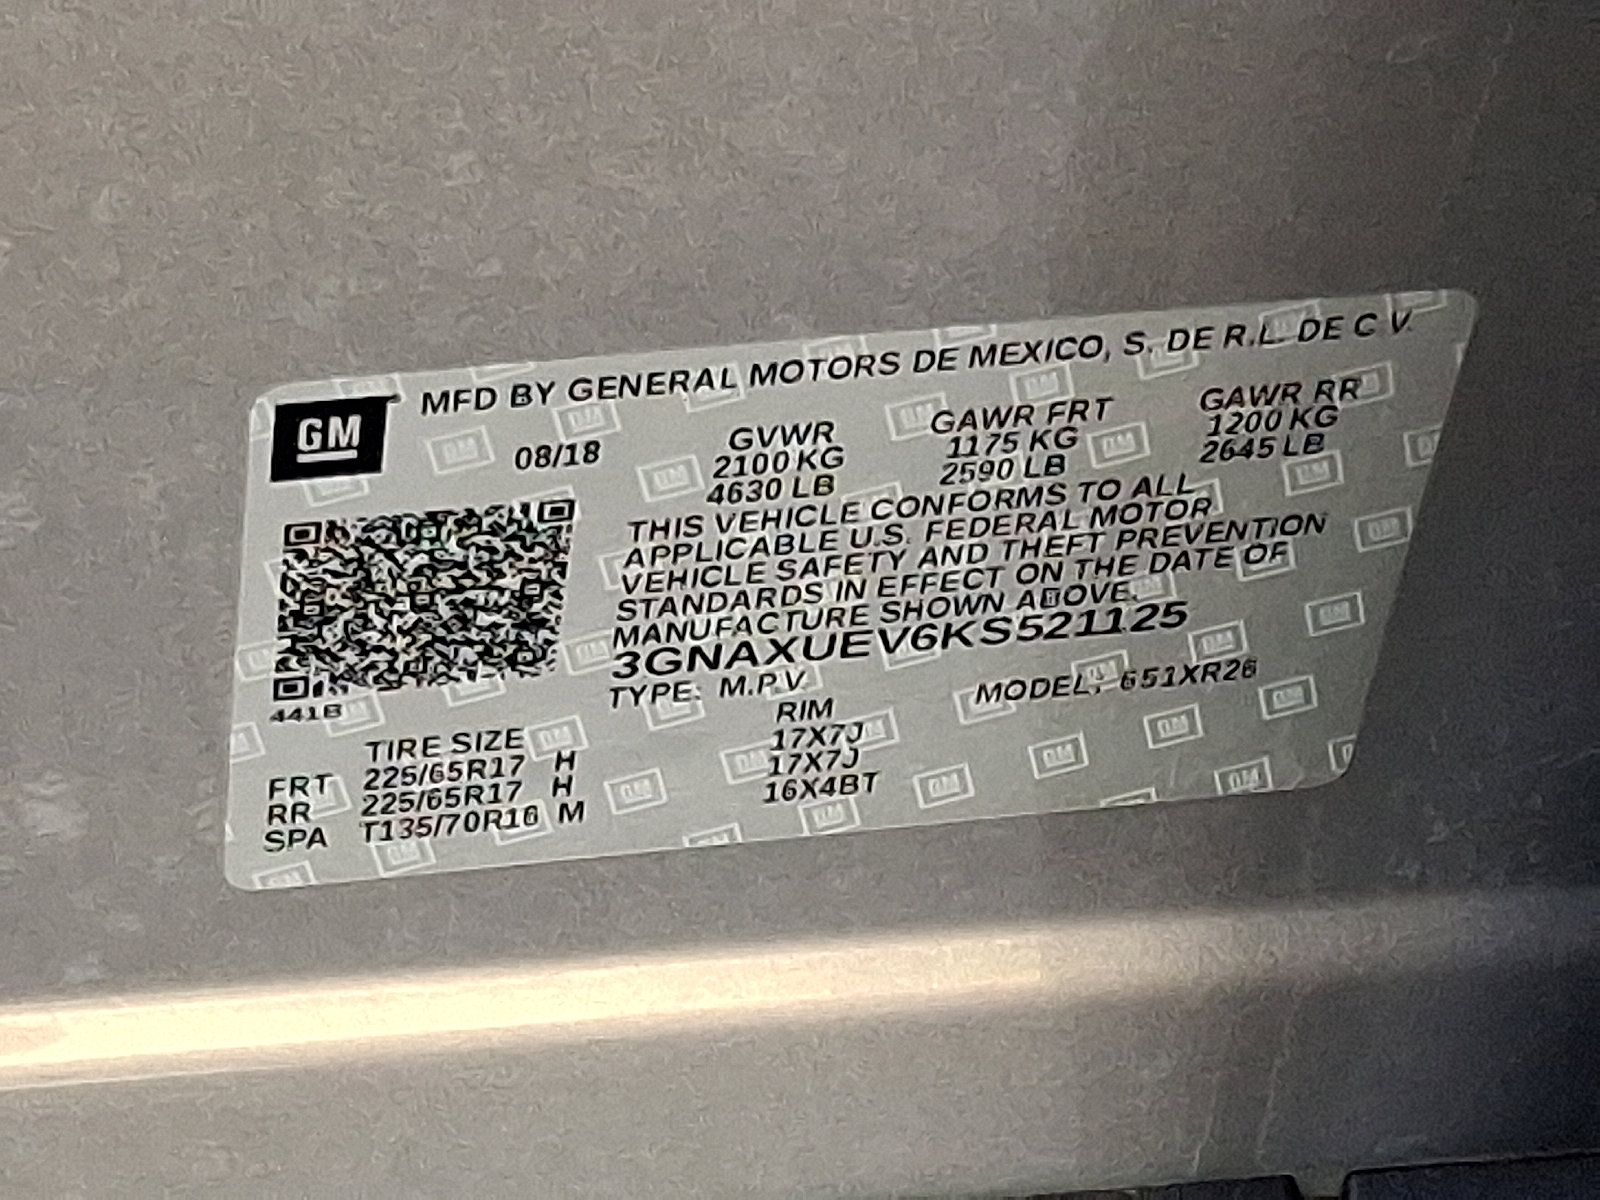 MFD BY GENERAL MOTORS DE MEXICO, S. DE R.L. DE C V.
GM
08/18
GVWR GAWR FRT GAWR RR
2100 KG 1175 KG 1200 KG
4630 LB 2590 LB 2645 LB
THIS VEHICLE CONFORMS TO ALL
APPLICABLE U.S. FEDERAL MOTOR
VEHICLE SAFETY AND THEFT PREVENTION
STANDARDS IN EFFECT ON THE DATE OF
MANUFACTURE SHOWN ABOVE.
3GNAXUEV6KS521125
TYPE: M.P.V. MODEL: 651XR26
441B
TIRE SIZE RIM
FRT 225/65R17 H 17X7J
RR 225/65R17 H 17X7J
SPA T135/70R16 M 16X4BT